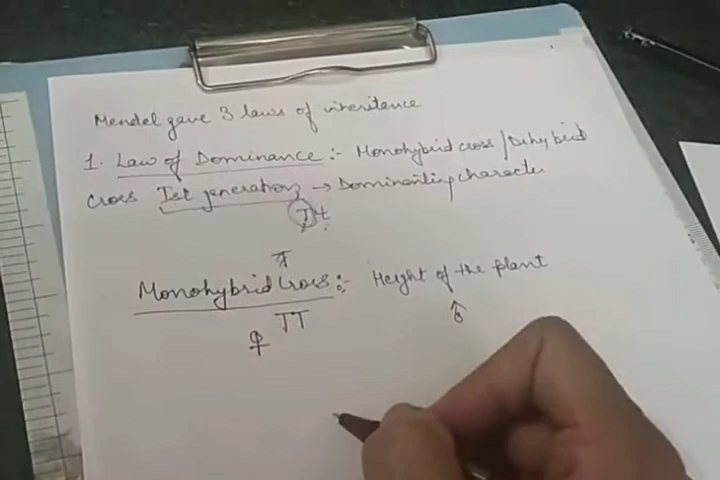 Mendel gave 3 laws of inheritance
1. Law of Dominance :- Monohybrid cross / Dihybrid
cross Ist generation → Dominanting character
Tt
Monohybrid Cross :- Height of the plant
♀ TT ♂